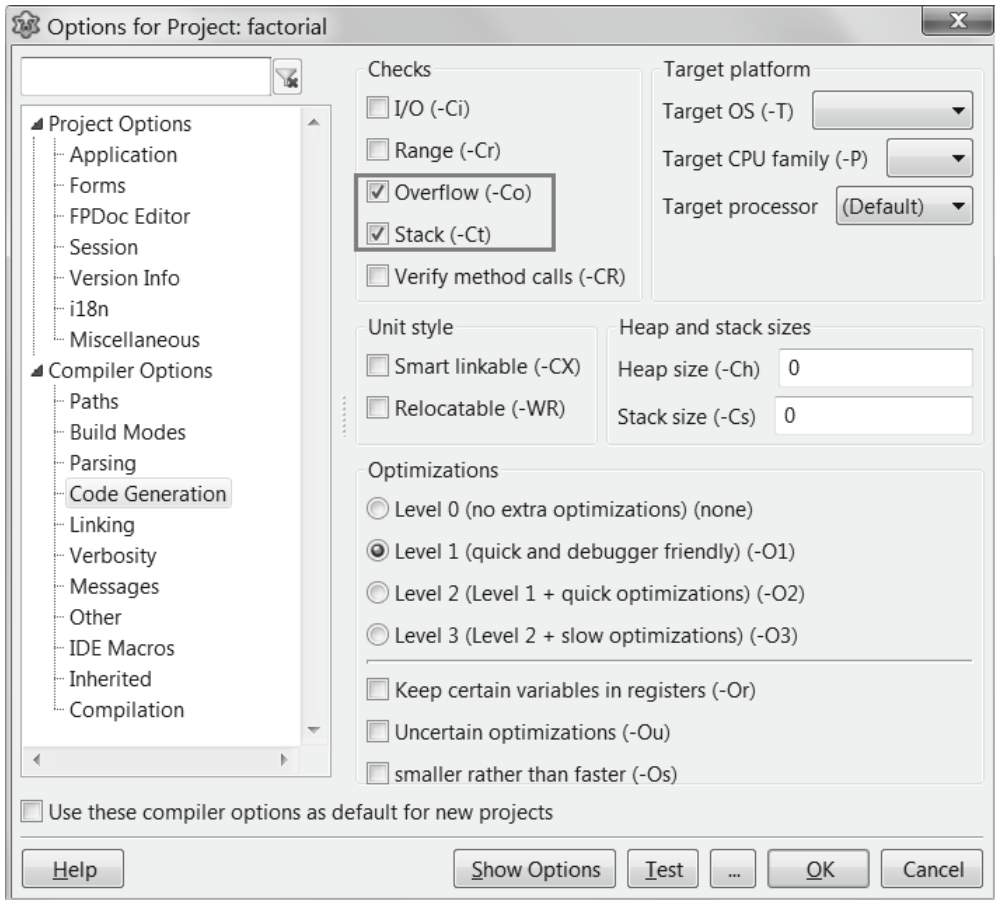 Options for Project: factorial
Project Options
Application
Forms
FPDoc Editor
Session
Version Info
i18n
Miscellaneous
Compiler Options
Paths
Build Modes
Parsing
Code Generation
Linking
Verbosity
Messages
Other
IDE Macros
Inherited
Compilation
Checks
I/O (-Ci)
Range (-Cr)
Overflow (-Co)
Stack (-Ct)
Verify method calls (-CR)
Target platform
Target OS (-T)
Target CPU family (-P)
Target processor (Default)
Unit style
Smart linkable (-CX)
Relocatable (-WR)
Heap and stack sizes
Heap size (-Ch) 0
Stack size (-Cs) 0
Optimizations
Level 0 (no extra optimizations) (none)
Level 1 (quick and debugger friendly) (-O1)
Level 2 (Level 1 + quick optimizations) (-O2)
Level 3 (Level 2 + slow optimizations) (-O3)
Keep certain variables in registers (-Or)
Uncertain optimizations (-Ou)
smaller rather than faster (-Os)
Use these compiler options as default for new projects
Help Show Options Test ... OK Cancel